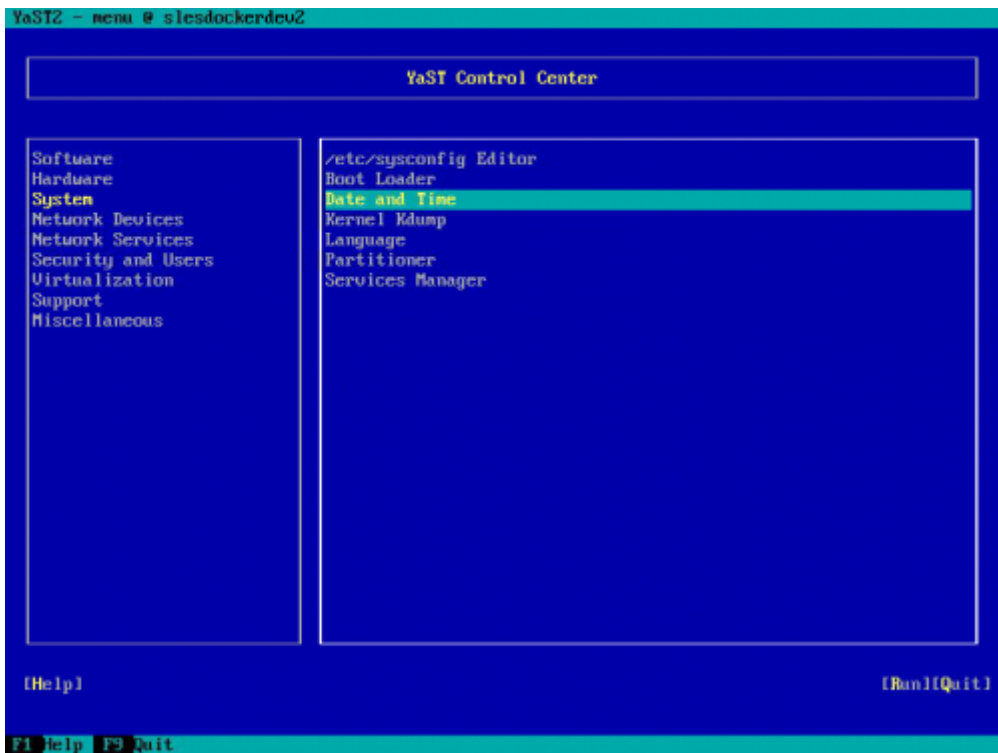 YaST2 - menu @ slesdockerdev2
YaST Control Center
Software
Hardware
System
Network Devices
Network Services
Security and Users
Virtualization
Support
Miscellaneous
/etc/sysconfig Editor
Boot Loader
Date and Time
Kernel Kdump
Language
Partitioner
Services Manager
[Help] [Run][Quit]
F1 Help F9 Quit